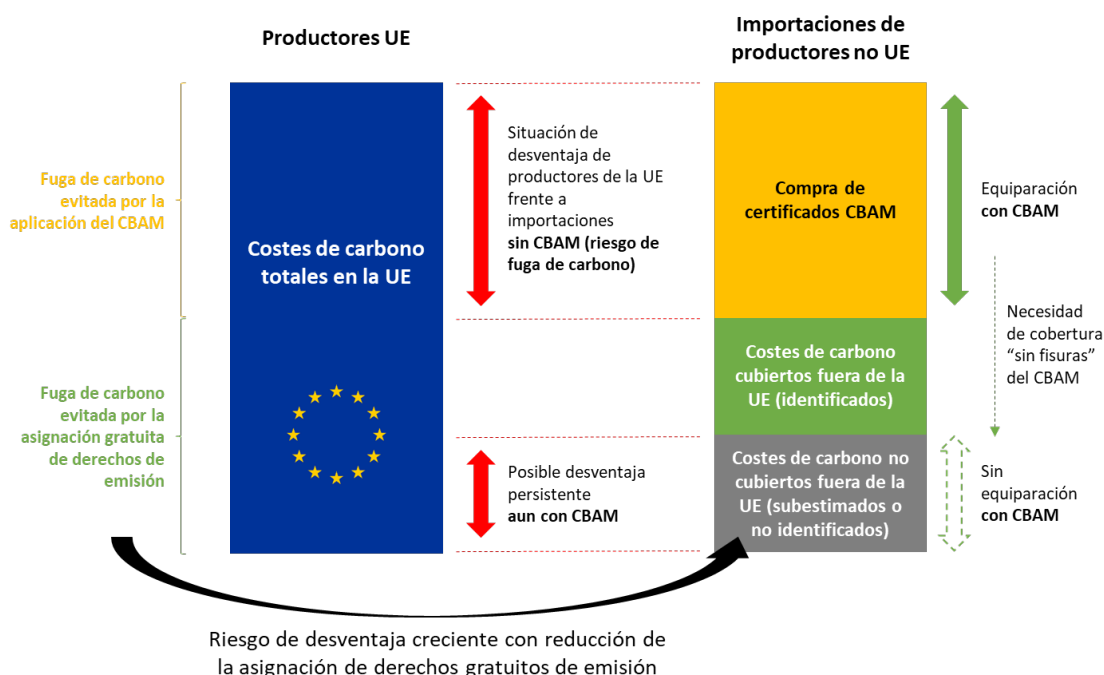 Productores UE
Importaciones de
productores no UE
Fuga de carbono
evitada por la
aplicación del CBAM
Fuga de carbono
evitada por la
asignación gratuita
de derechos de
emisión
Costes de carbono
totales en la UE
Situación de
desventaja de
productores de la UE
frente a
importaciones
sin CBAM (riesgo de
fuga de carbono)
Posible desventaja
persistente
aun con CBAM
Compra de
certificados CBAM
Costes de carbono
cubiertos fuera de la
UE (identificados)
Costes de carbono no
cubiertos fuera de la
UE (subestimados o
no identificados)
Equiparación
con CBAM
Necesidad
de cobertura
“sin fisuras”
del CBAM
Sin
equiparación
con CBAM
Riesgo de desventaja creciente con reducción de
la asignación de derechos gratuitos de emisión